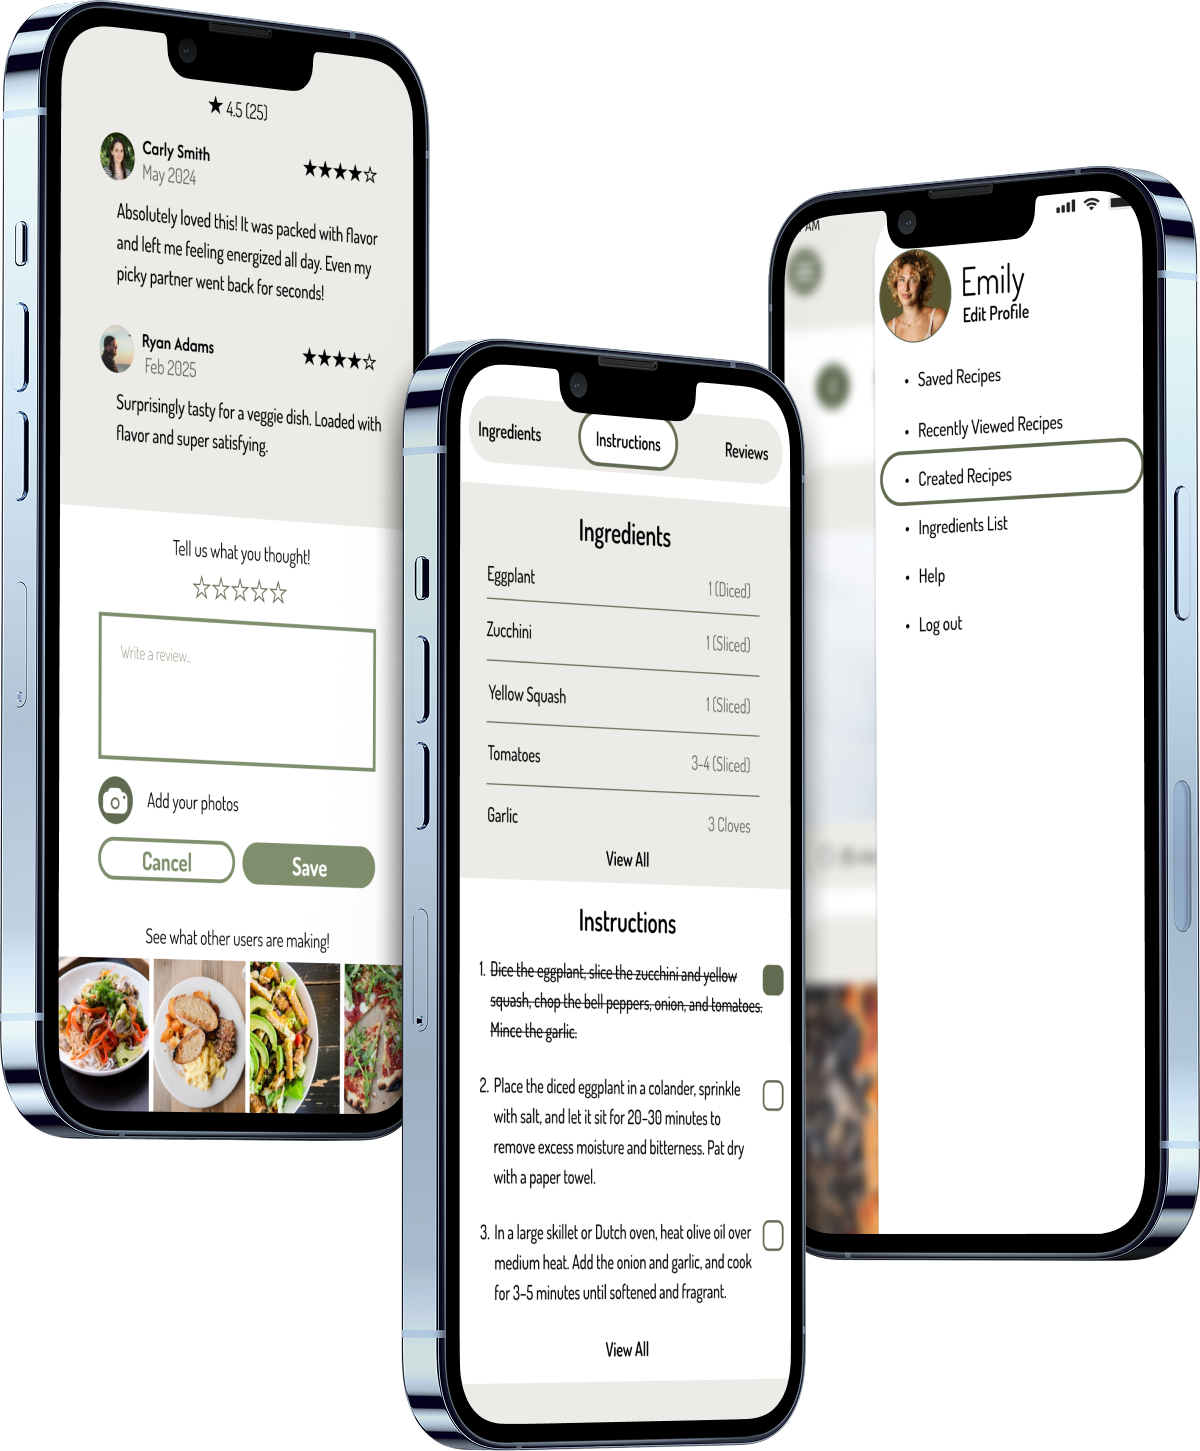 ★ 4.5 (25)
Carly Smith
May 2024
★★★★☆
Absolutely loved this! It was packed with flavor
and left me feeling energized all day. Even my
picky partner went back for seconds!
Ryan Adams
Feb 2025
★★★★☆
Surprisingly tasty for a veggie dish. Loaded with
flavor and super satisfying.
Tell us what you thought!
☆☆☆☆☆
Write a review..
Add your photos
Cancel
Save
See what other users are making!
Ingredients
Instructions
Reviews
Ingredients
Eggplant
1 (Diced)
Zucchini
1 (Sliced)
Yellow Squash
1 (Sliced)
Tomatoes
3-4 (Sliced)
Garlic
3 Cloves
View All
Instructions
1. Dice the eggplant, slice the zucchini and yellow
squash, chop the bell peppers, onion, and tomatoes.
Mince the garlic.
2. Place the diced eggplant in a colander, sprinkle
with salt, and let it sit for 20-30 minutes to
remove excess moisture and bitterness. Pat dry
with a paper towel.
3. In a large skillet or Dutch oven, heat olive oil over
medium heat. Add the onion and garlic, and cook
for 3-5 minutes until softened and fragrant.
View All
AM
Emily
Edit Profile
• Saved Recipes
• Recently Viewed Recipes
• Created Recipes
• Ingredients List
• Help
• Log out